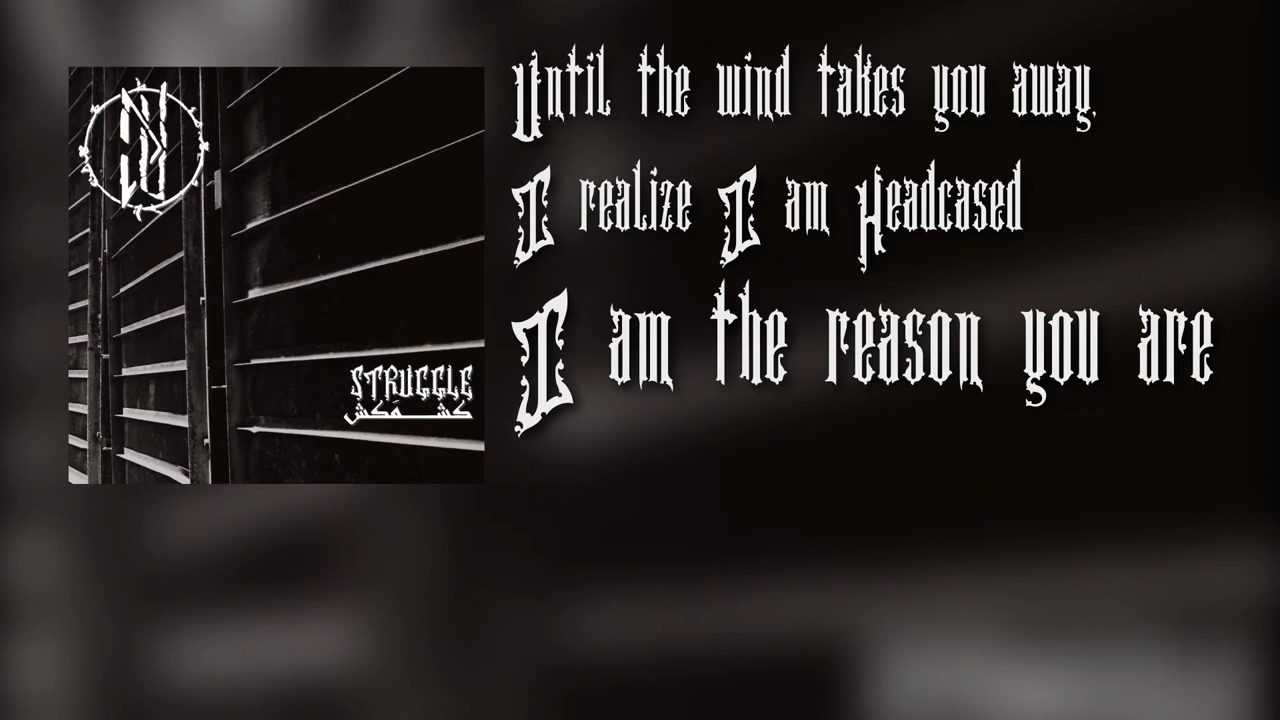 Until the wind takes you away,
I realize I am Headcased
I am the reason you are
STRUGGLE
کشمکش